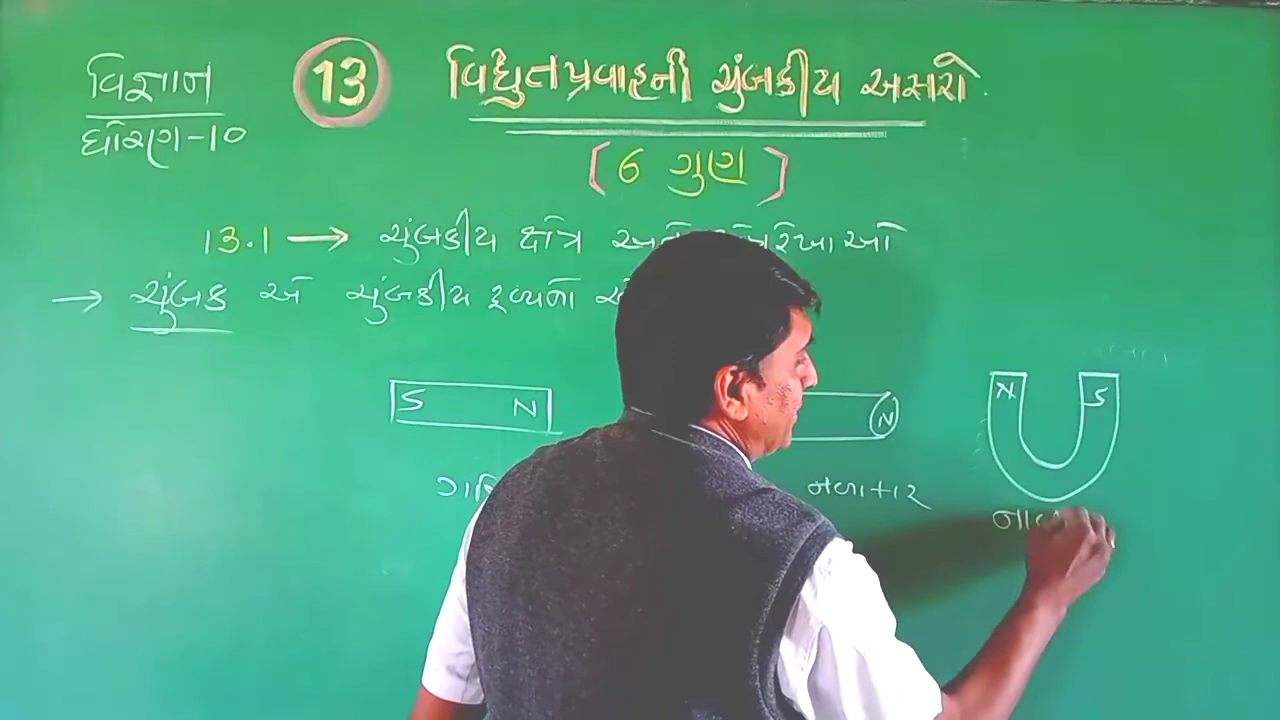 વિજ્ઞાન
ધોરણ-10
13
વિદ્યુતપ્રવાહની ચુંબકીય અસરો.
(6 ગુણ)
13.1 → ચુંબકીય ક્ષેત્ર
→ ચુંબક એ ચુંબકીય દ્રવ્યનો
S N
N
N S
નળાકાર